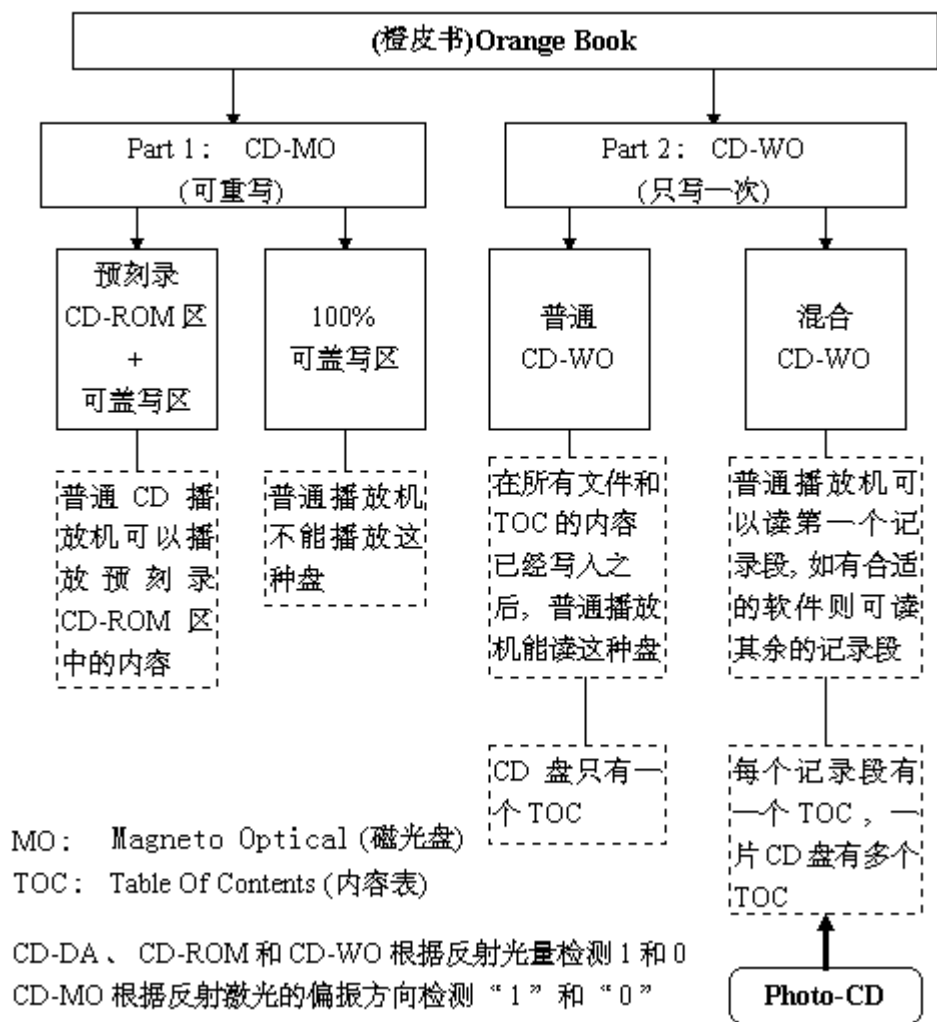 (橙皮书)Orange Book
Part 1： CD-MO
(可重写)
Part 2： CD-WO
(只写一次)
预刻录
CD-ROM 区
+
可盖写区
100%
可盖写区
普通
CD-WO
混合
CD-WO
普通 CD 播
放机可以播
放预刻录
CD-ROM 区
中的内容
普通播放机
不能播放这
种盘
在所有文件和
TOC 的内容
已经写入之
后，普通播放
机能读这种盘
普通播放机可
以读第一个记
录段, 如有合适
的软件则可读
其余的记录段
CD 盘只有一
个 TOC
每个记录段有
一个 TOC ，一
片 CD 盘有多个
TOC
MO： Magneto Optical (磁光盘)
TOC： Table Of Contents (内容表)
CD-DA 、 CD-ROM 和 CD-WO 根据反射光量检测 1 和 0
CD-MO 根据反射激光的偏振方向检测“1”和“0”
Photo-CD